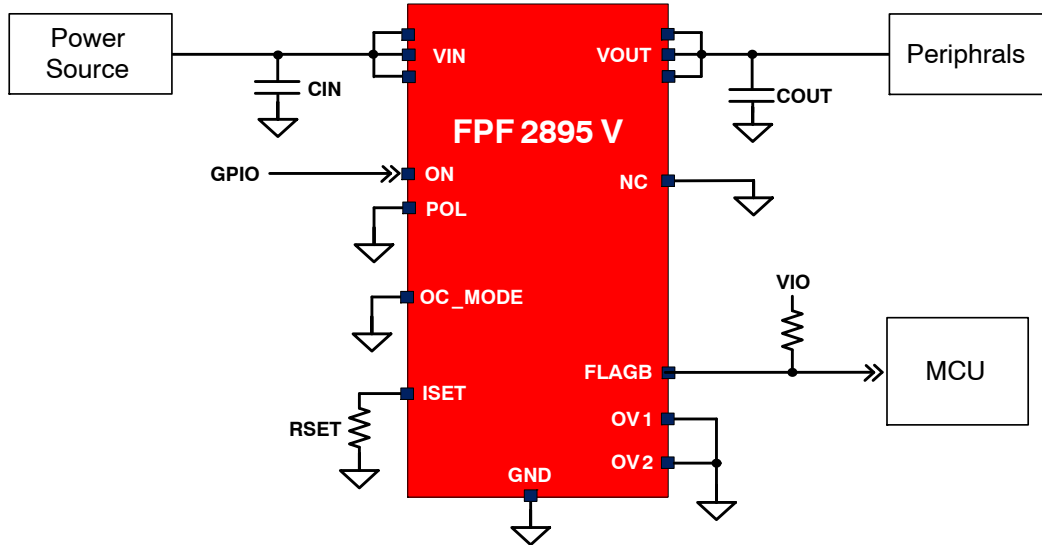 Power
Source
CIN
VIN
VOUT
COUT
Periphrals
FPF 2895 V
GPIO
ON
POL
NC
OC_MODE
VIO
ISET
RSET
FLAGB
MCU
OV1
OV2
GND